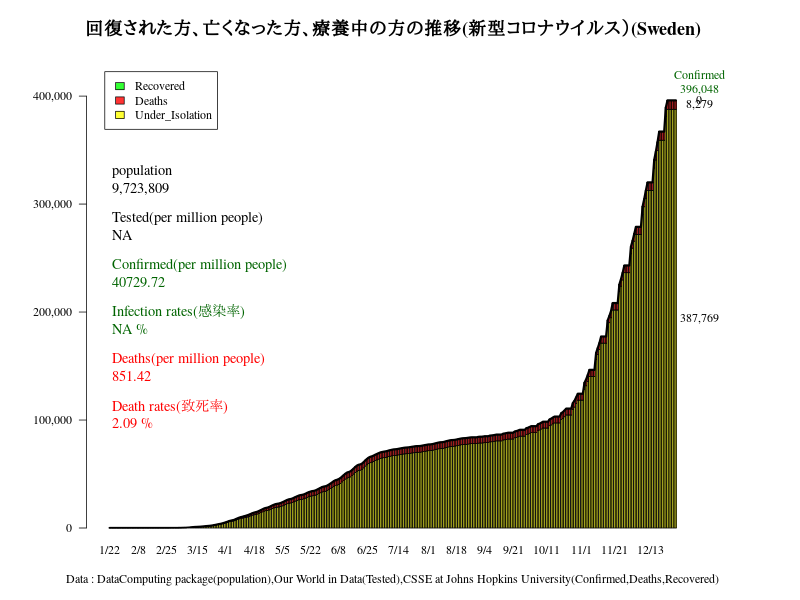 回復された方、亡くなった方、療養中の方の推移(新型コロナウイルス)(Sweden)
Confirmed
396,048
0
8,279
387,769
Recovered
Deaths
Under_Isolation
population
9,723,809
Tested(per million people)
NA
Confirmed(per million people)
40729.72
Infection rates(感染率)
NA %
Deaths(per million people)
851.42
Death rates(致死率)
2.09 %
400,000
300,000
200,000
100,000
0
1/22 2/8 2/25 3/15 4/1 4/18 5/5 5/22 6/8 6/25 7/14 8/1 8/18 9/4 9/21 10/11 11/1 11/21 12/13
Data : DataComputing package(population),Our World in Data(Tested),CSSE at Johns Hopkins University(Confirmed,Deaths,Recovered)